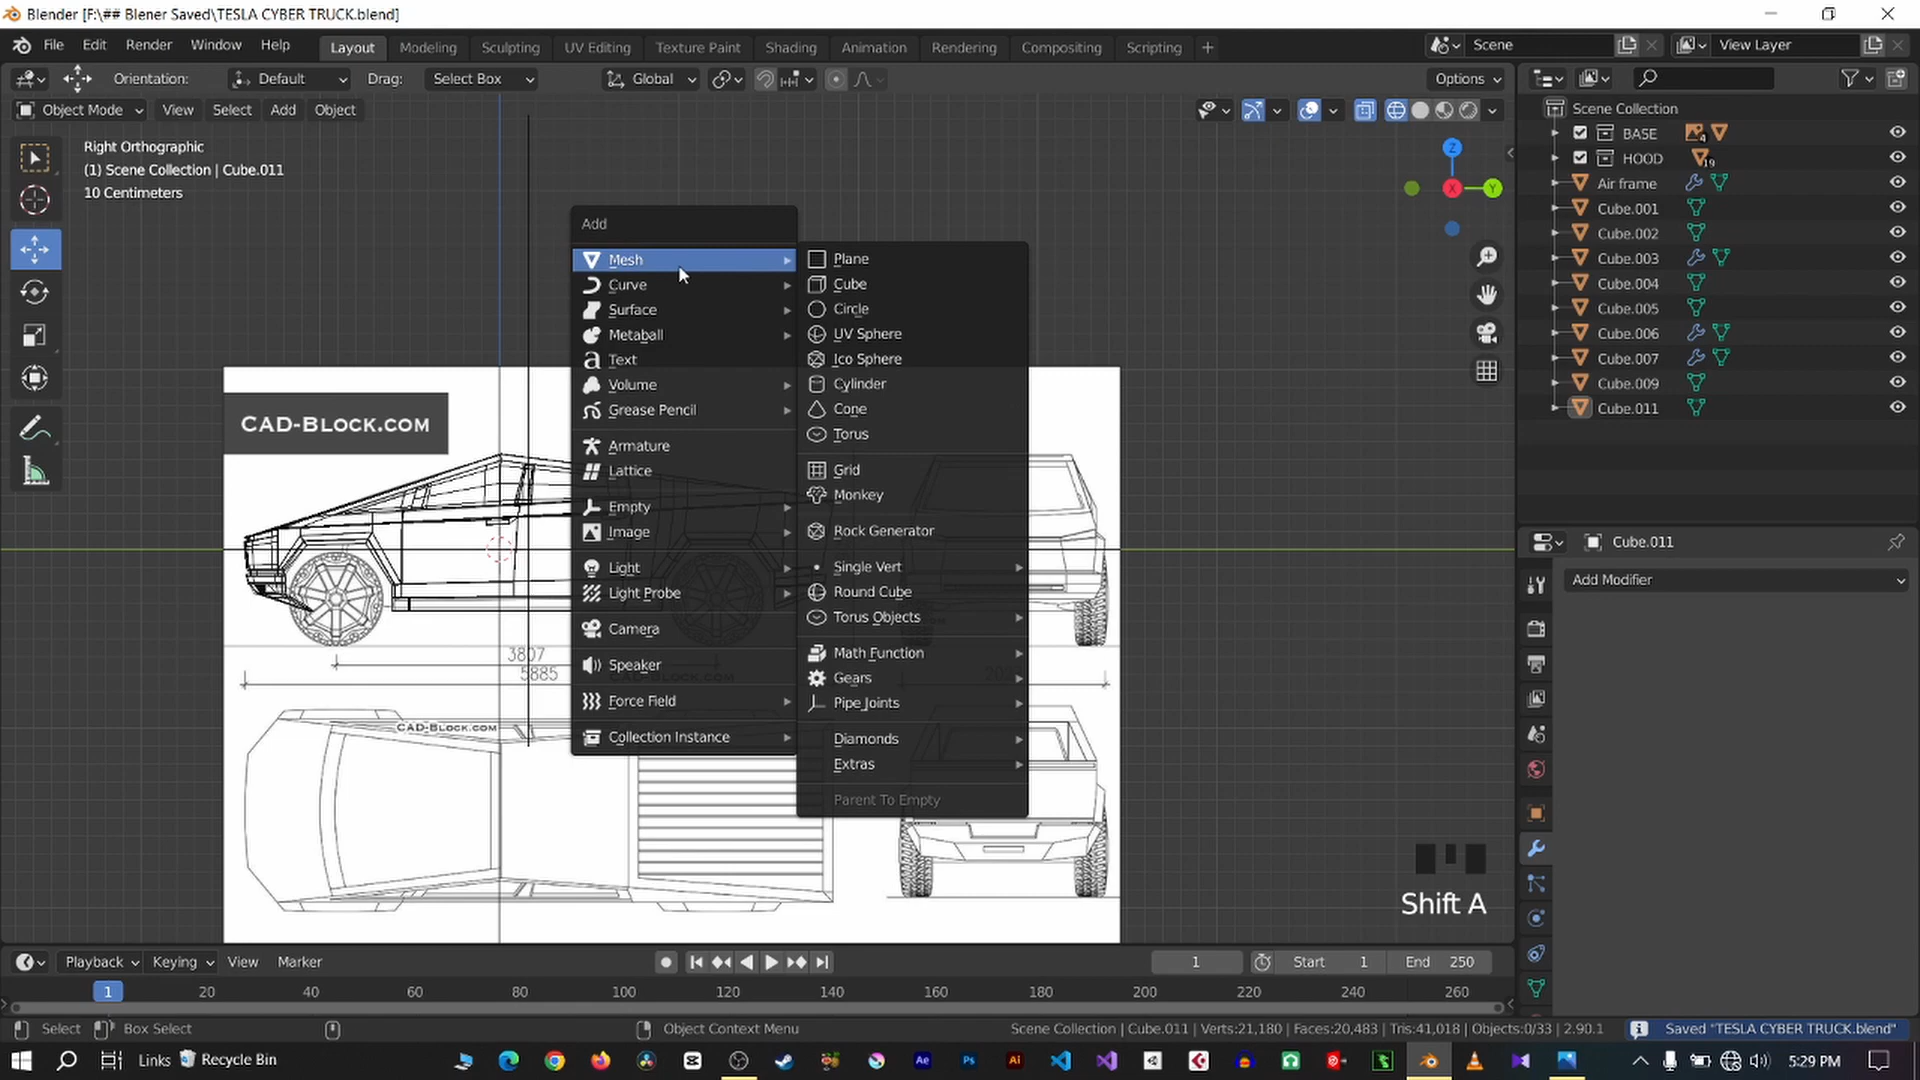 Blender [F:\## Blener Saved\TESLA CYBER TRUCK.blend]
File Edit Render Window Help Layout Modeling Sculpting UV Editing Texture Paint Shading Animation Rendering Compositing Scripting + Scene View Layer
Orientation: Default Drag: Select Box Global Options
Object Mode View Select Add Object
Right Orthographic
(1) Scene Collection | Cube.011
10 Centimeters
Z
X
Y
Add
Mesh
Curve
Surface
Metaball
Text
Volume
Grease Pencil
Armature
Lattice
Empty
Image
Light
Light Probe
Camera
Speaker
Force Field
Collection Instance
Plane
Cube
Circle
UV Sphere
Ico Sphere
Cylinder
Cone
Torus
Grid
Monkey
Rock Generator
Single Vert
Round Cube
Torus Objects
Math Function
Gears
Pipe Joints
Diamonds
Extras
Parent To Empty
CAD-BLOCK.COM
3807
5885
CAD-BLOCK.COM
Shift A
Scene Collection
BASE 4
HOOD 19
Air frame
Cube.001
Cube.002
Cube.003
Cube.004
Cube.005
Cube.006
Cube.007
Cube.009
Cube.011
Cube.011
Add Modifier
Playback Keying View Marker 1 Start 1 End 250
1 20 40 60 80 100 120 140 160 180 200 220 240 260
Select Box Select Object Context Menu Scene Collection | Cube.011 | Verts:21,180 | Faces:20,483 | Tris:41,018 | Objects:0/33 | 2.90.1 Saved "TESLA CYBER TRUCK.blend"
Links Recycle Bin Ae Ps Ai 5:29 PM